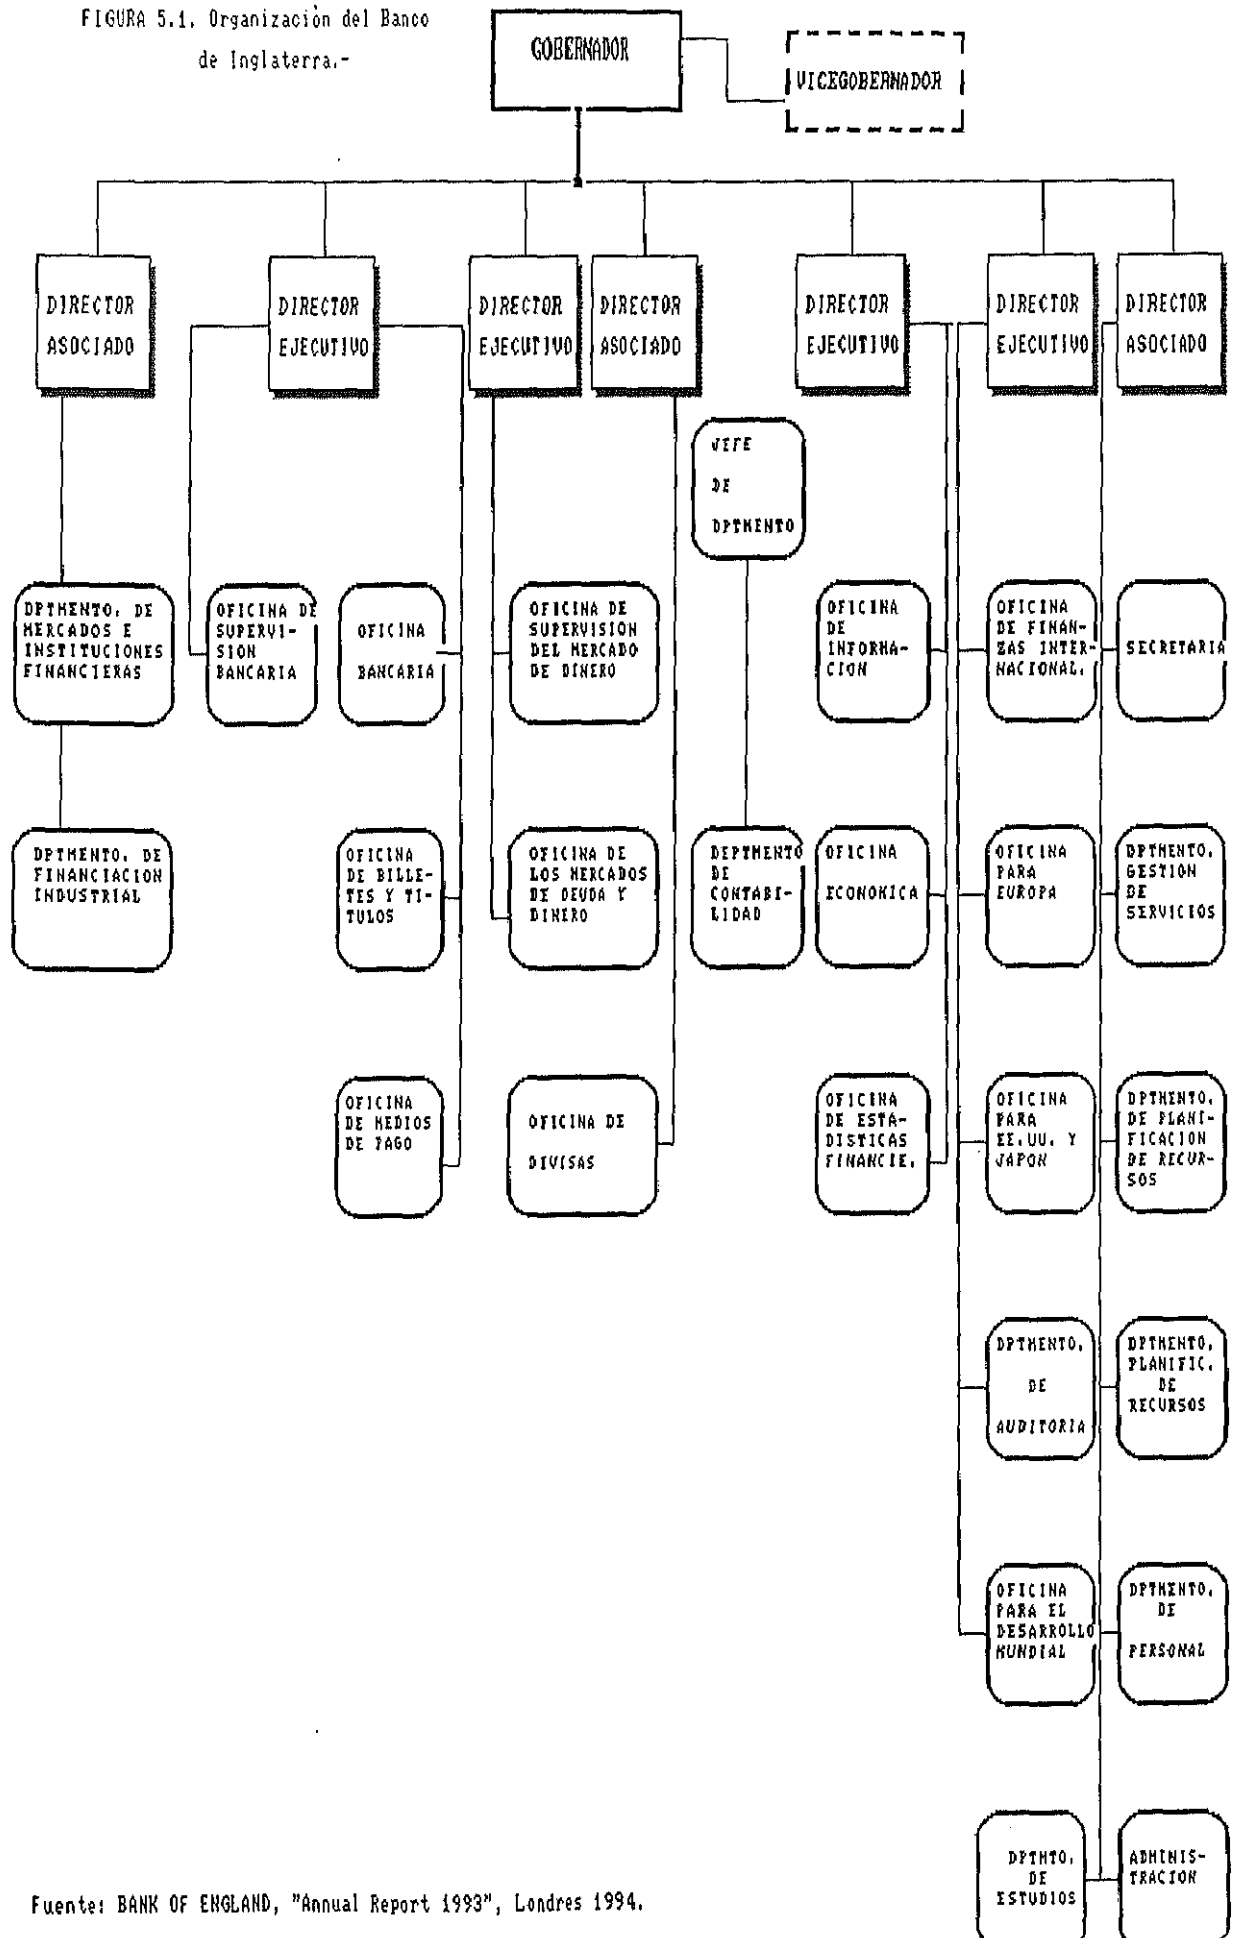 FIGURA 5.1. Organizaciòn del Banco
de Inglaterra.-
GOBERNADOR
VICEGOBERNADOR
DIRECTOR
ASOCIADO
DIRECTOR
EJECUTIVO
DIRECTOR
EJECUTIVO
DIRECTOR
ASOCIADO
DIRECTOR
EJECUTIVO
DIRECTOR
EJECUTIVO
DIRECTOR
ASOCIADO
JEFE
DE
DPTMENTO
DPTMENTO. DE
MERCADOS E
INSTITUCIONES
FINANCIERAS
OFICINA DE
SUPERVI-
SION
BANCARIA
OFICINA
BANCARIA
OFICINA DE
SUPERVISION
DEL MERCADO
DE DINERO
OFICINA
DE
INFORMA-
CION
OFICINA
DE FINAN-
ZAS INTER-
NACIONAL.
SECRETARIA
DPTMENTO. DE
FINANCIACION
INDUSTRIAL
OFICINA
DE BILLE-
TES Y TI-
TULOS
OFICINA DE
LOS MERCADOS
DE DEUDA Y
DINERO
DEPTMENTO
DE
CONTABI-
LIDAD
OFICINA
ECONOMICA
OFICINA
PARA
EUROPA
DPTMENTO.
GESTION
DE
SERVICIOS
OFICINA
DE MEDIOS
DE PAGO
OFICINA DE
DIVISAS
OFICINA
DE ESTA-
DISTICAS
FINANCIE.
OFICINA
PARA
EE.UU. Y
JAPON
DPTMENTO.
DE PLANI-
FICACION
DE RECUR-
SOS
DPTMENTO.
DE
AUDITORIA
DPTMENTO.
PLANIFIC.
DE
RECURSOS
OFICINA
PARA EL
DESARROLLO
MUNDIAL
DPTMENTO.
DE
PERSONAL
DPTMTO.
DE
ESTUDIOS
ADMINIS-
TRACION
Fuente: BANK OF ENGLAND, "Annual Report 1993", Londres 1994.